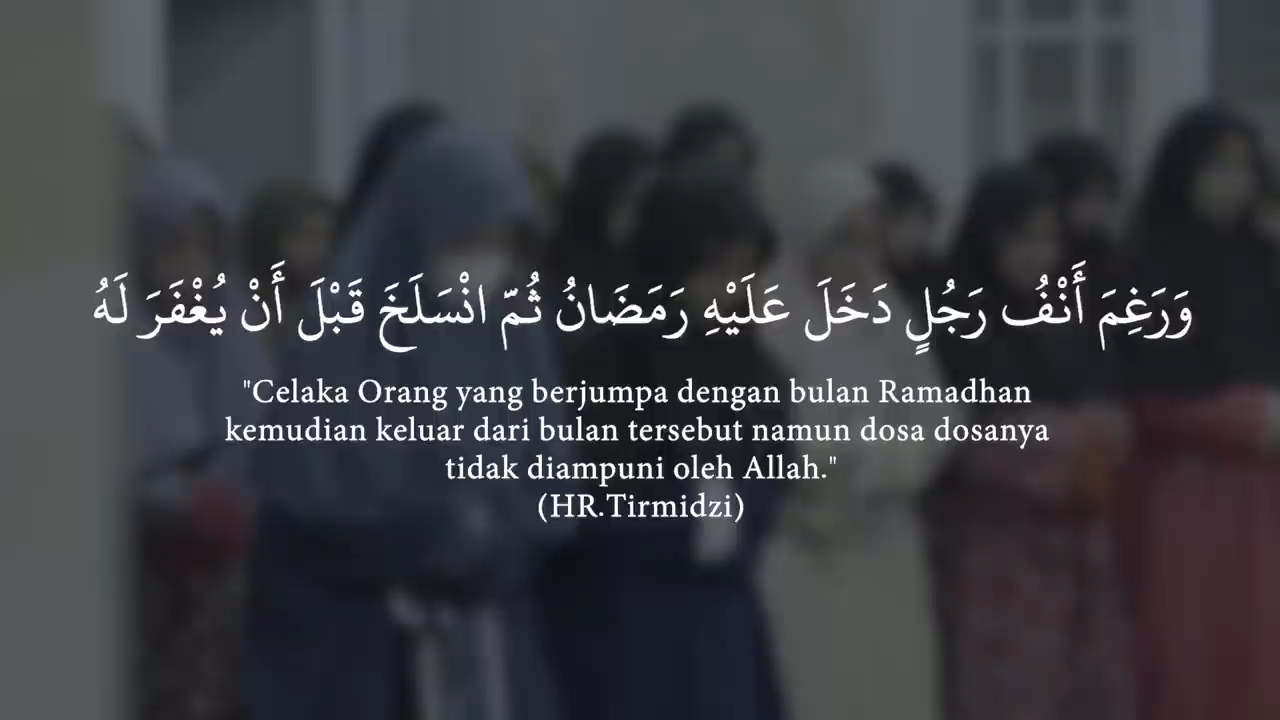 وَرَغِمَ أَنْفُ رَجُلٍ دَخَلَ عَلَيْهِ رَمَضَانُ ثُمّ انْسَلَخَ قَبْلَ أَنْ يُغْفَرَ لَهُ
"Celaka Orang yang berjumpa dengan bulan Ramadhan
kemudian keluar dari bulan tersebut namun dosa dosanya
tidak diampuni oleh Allah."
(HR.Tirmidzi)